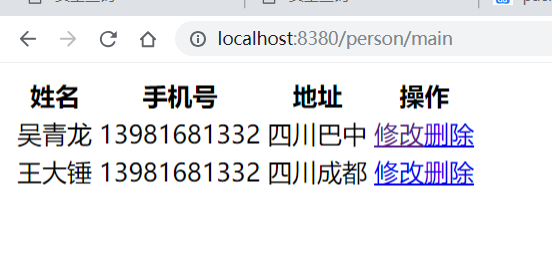 localhost:8380/person/main
姓名 手机号 地址 操作
吴青龙 13981681332 四川巴中 修改删除
王大锤 13981681332 四川成都 修改删除